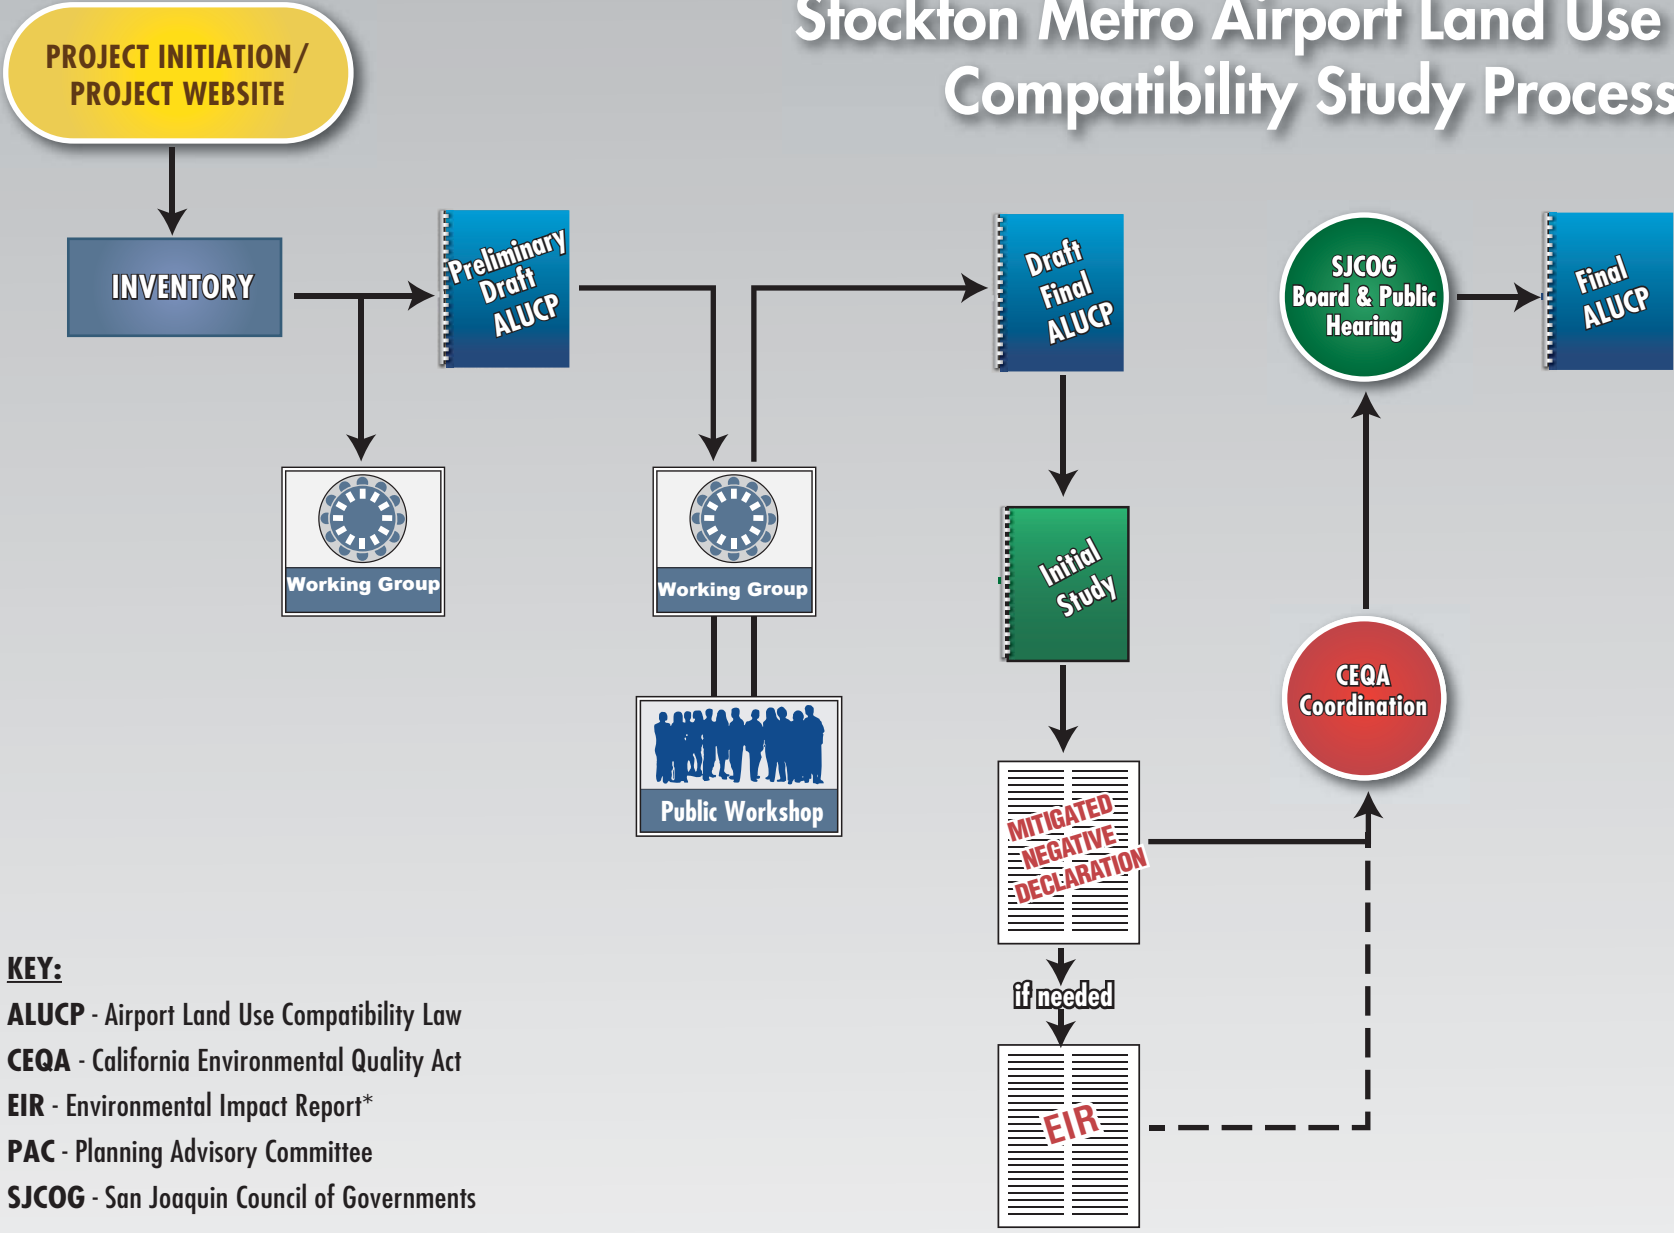 Stockton Metro Airport Land Use
Compatibility Study Process
PROJECT INITIATION/
PROJECT WEBSITE
INVENTORY
Preliminary
Draft
ALUCP
Working Group
Working Group
Public Workshop
Draft
Final
ALUCP
Initial
Study
MITIGATED
NEGATIVE
DECLARATION
if needed
EIR
CEQA
Coordination
SJCOG
Board & Public
Hearing
Final
ALUCP
KEY:
ALUCP - Airport Land Use Compatibility Law
CEQA - California Environmental Quality Act
EIR - Environmental Impact Report*
PAC - Planning Advisory Committee
SJCOG - San Joaquin Council of Governments